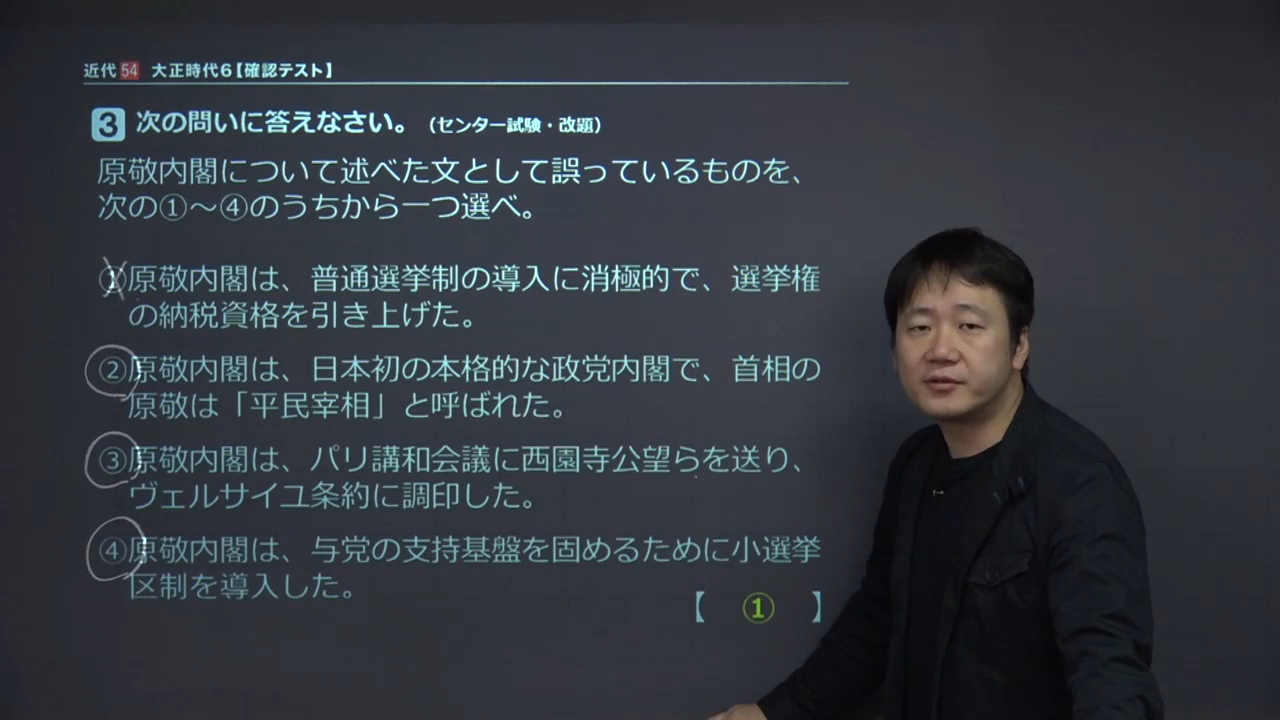 近代54 大正時代6【確認テスト】
3 次の問いに答えなさい。（センター試験・改題）
原敬内閣について述べた文として誤っているものを、
次の①～④のうちから一つ選べ。
①原敬内閣は、普通選挙制の導入に消極的で、選挙権
の納税資格を引き上げた。
②原敬内閣は、日本初の本格的な政党内閣で、首相の
原敬は「平民宰相」と呼ばれた。
③原敬内閣は、パリ講和会議に西園寺公望らを送り、
ヴェルサイユ条約に調印した。
④原敬内閣は、与党の支持基盤を固めるために小選挙
区制を導入した。
【 ① 】